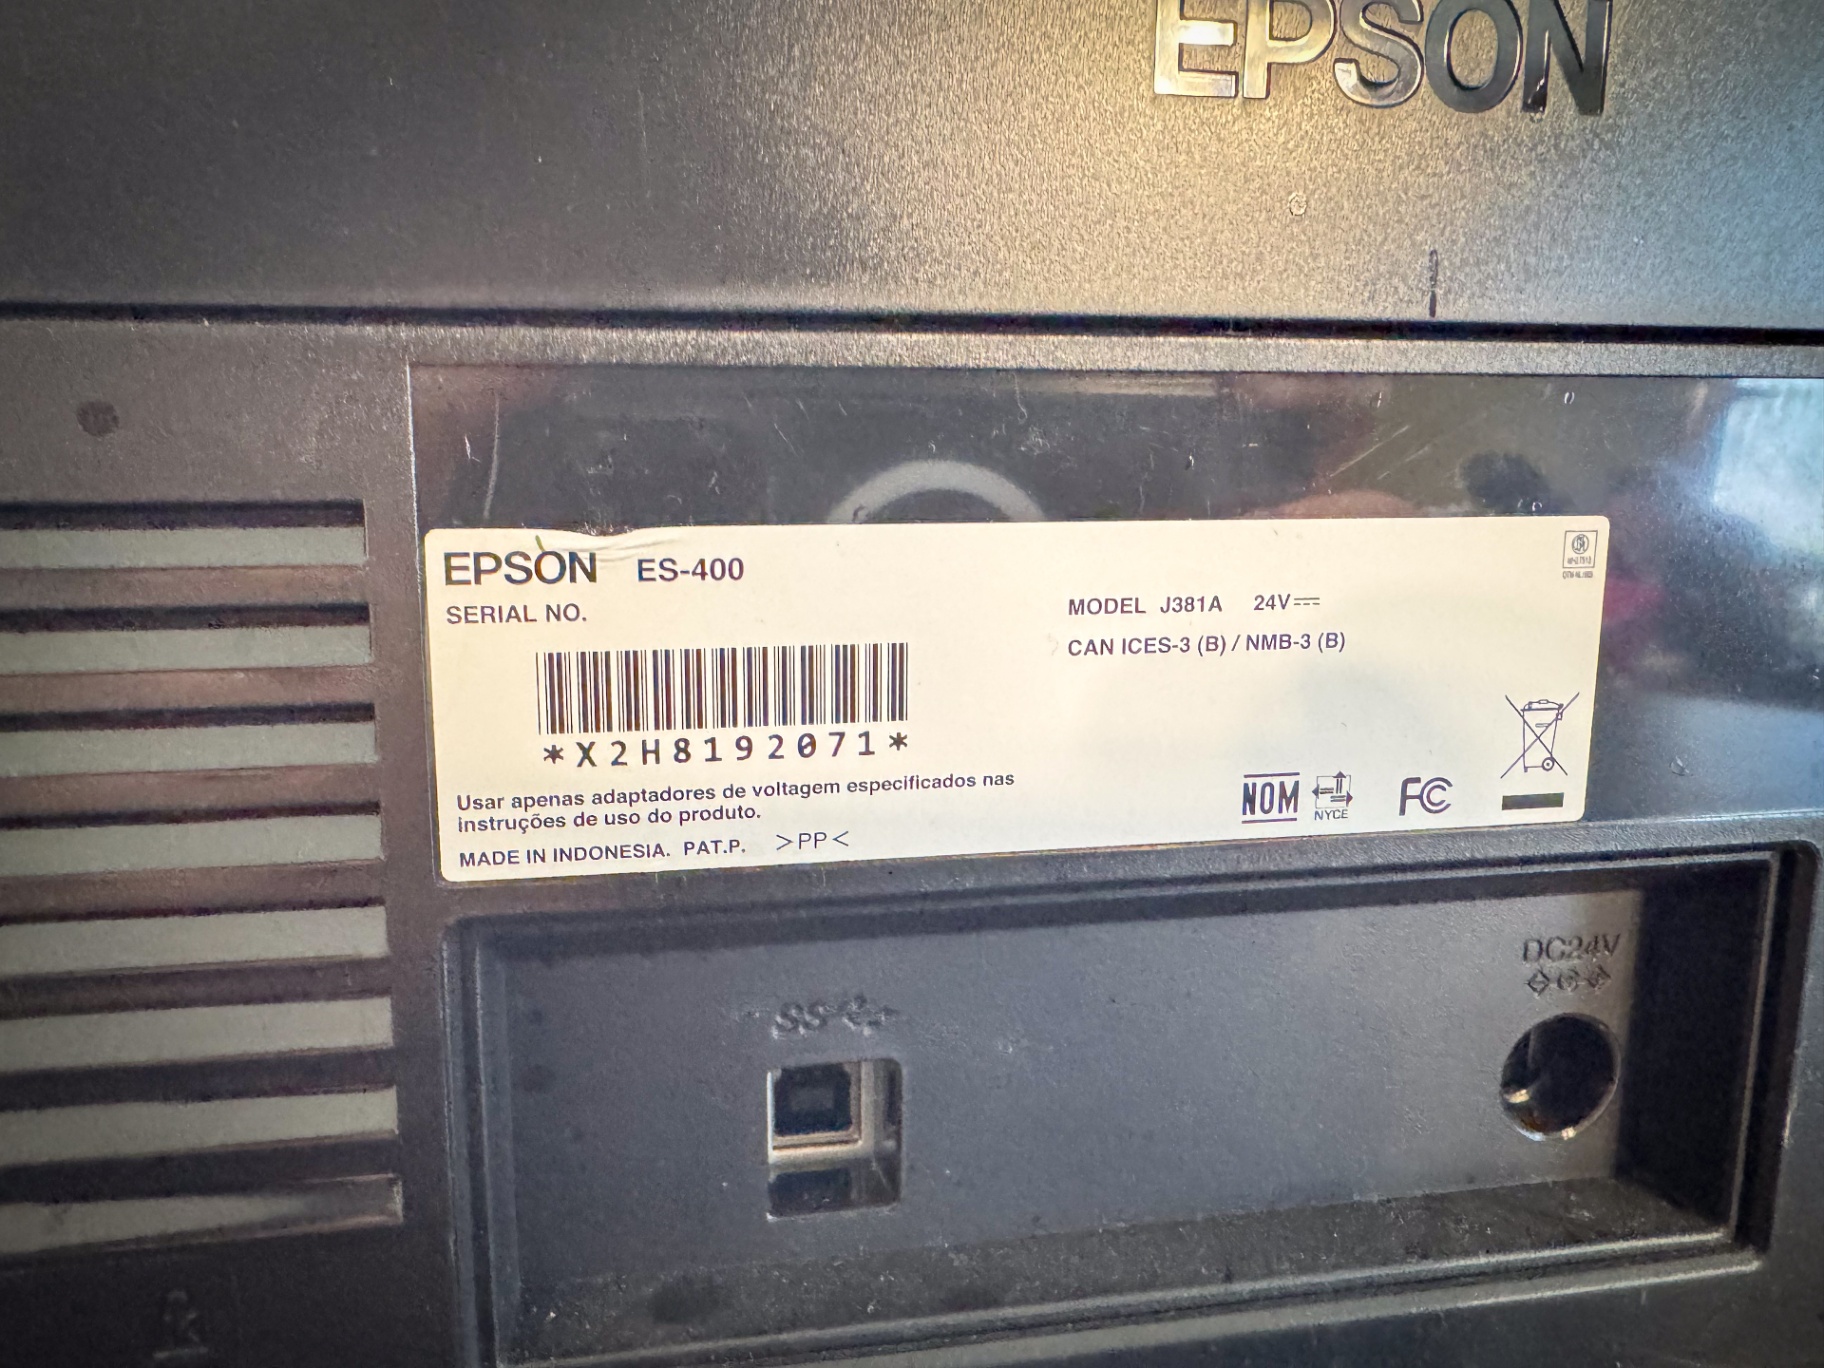 EPSON
EPSON ES-400
SERIAL NO.
MODEL J381A 24V⎓
CAN ICES-3 (B) / NMB-3 (B)
*X2H8192071*
Usar apenas adaptadores de voltagem especificados nas
instruções de uso do produto.
MADE IN INDONESIA. PAT.P. >PP<
NOM
NYCE
FC
DC24V